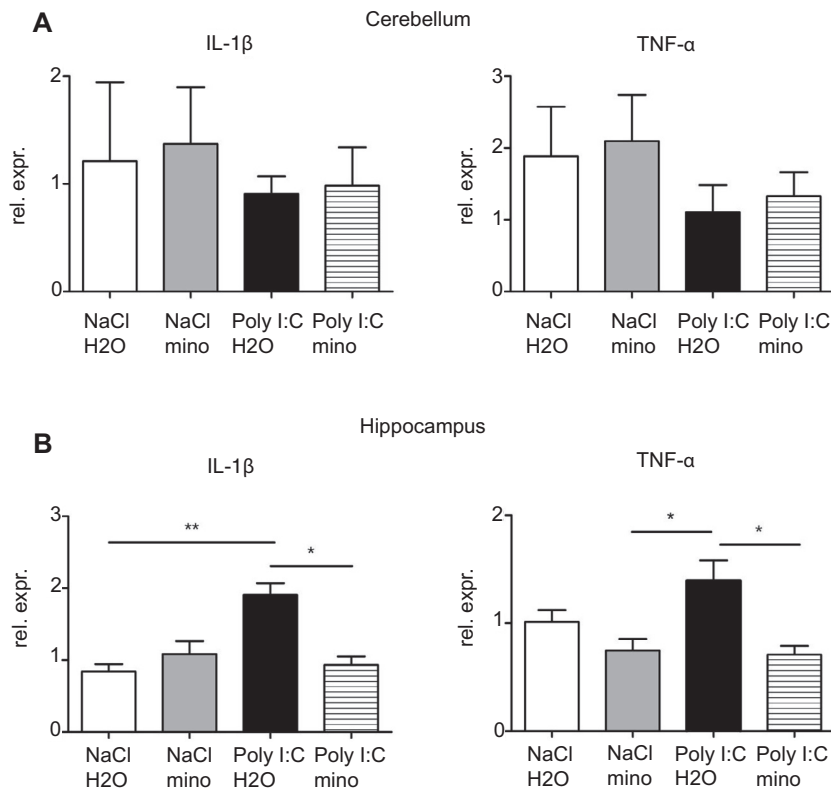 A
Cerebellum
IL-1β
TNF-α
2
1
0
rel. expr.
NaCl NaCl Poly I:C Poly I:C
H2O mino H2O mino
3
2
1
0
rel. expr.
NaCl NaCl Poly I:C Poly I:C
H2O mino H2O mino
B
Hippocampus
IL-1β
TNF-α
3
2
1
0
rel. expr.
**
*
NaCl NaCl Poly I:C Poly I:C
H2O mino H2O mino
2
1
0
rel. expr.
*
*
NaCl NaCl Poly I:C Poly I:C
H2O mino H2O mino